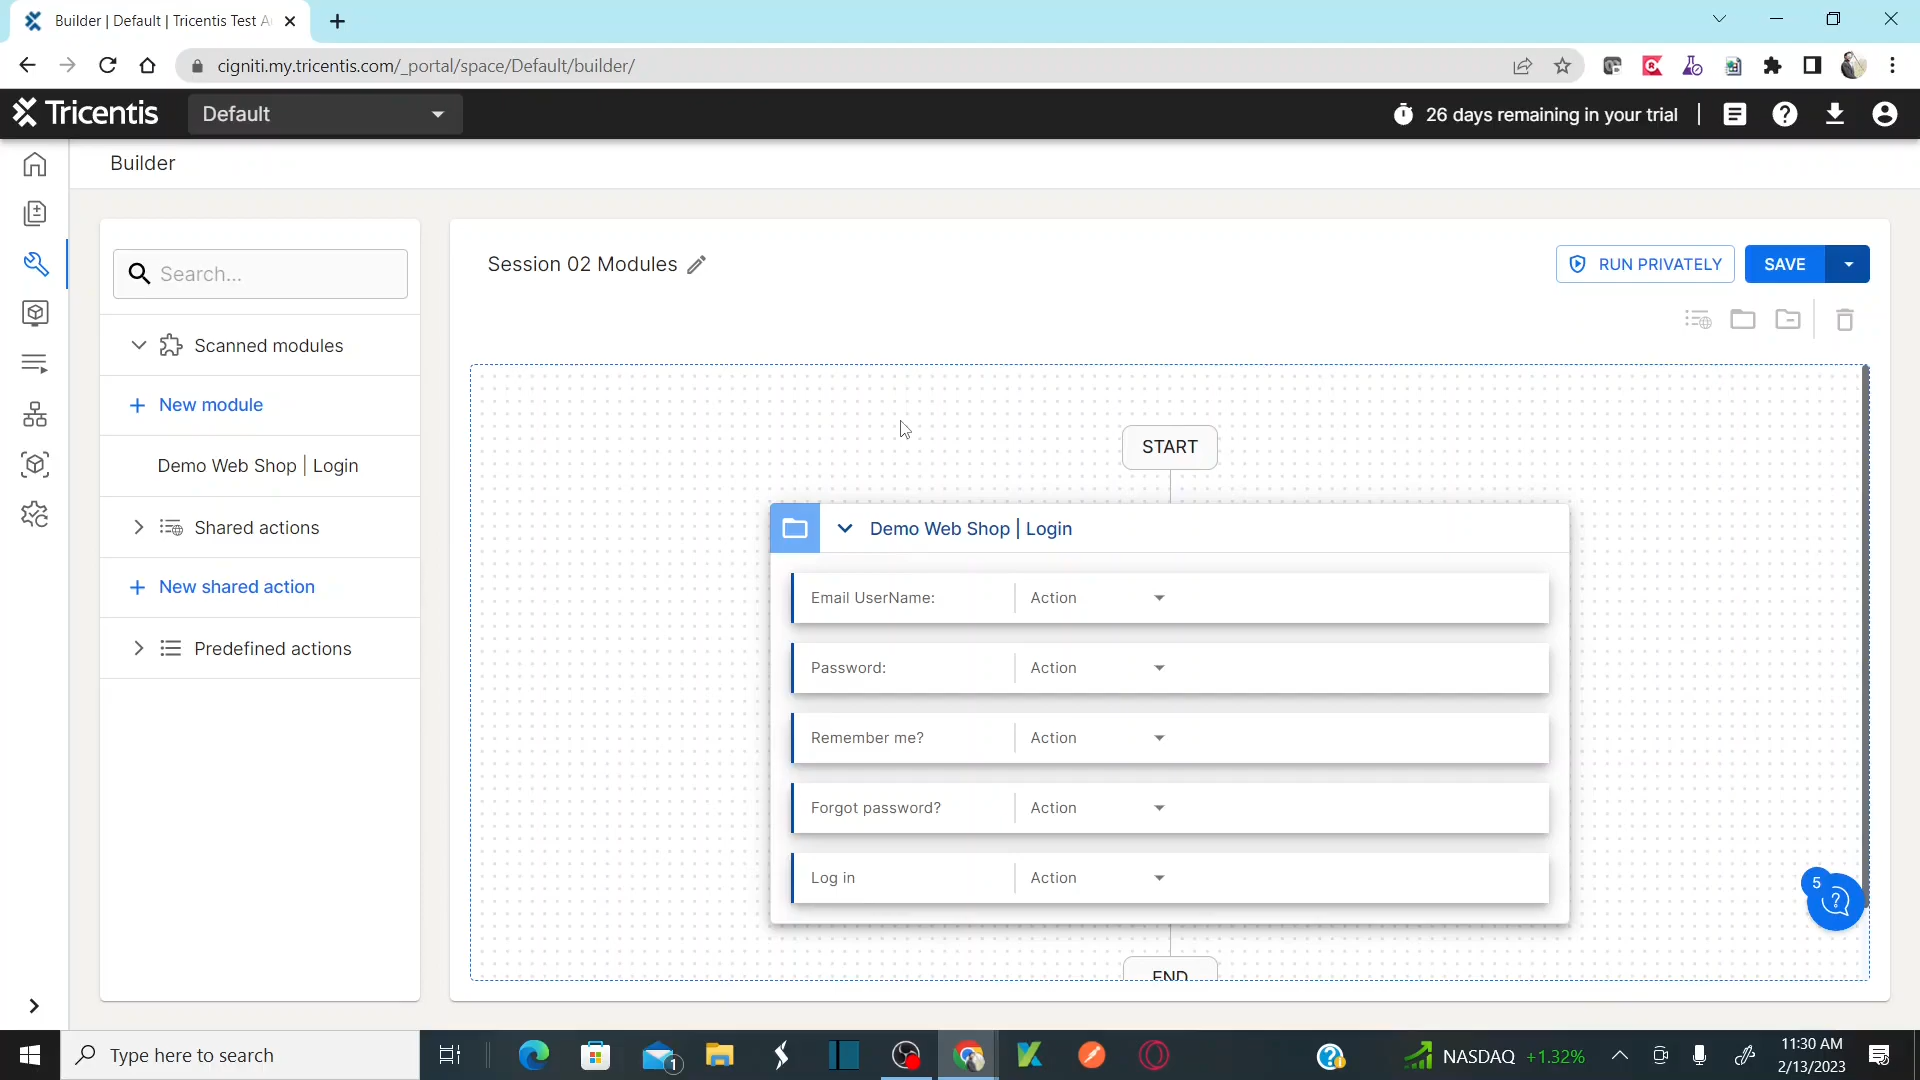 Builder | Default | Tricentis Test A
cigniti.my.tricentis.com/_portal/space/Default/builder/
Tricentis
Default
26 days remaining in your trial
Builder
Search...
Scanned modules
New module
Demo Web Shop | Login
Shared actions
New shared action
Predefined actions
Session 02 Modules
RUN PRIVATELY
SAVE
START
Demo Web Shop | Login
Email UserName: Action
Password: Action
Remember me? Action
Forgot password? Action
Log in Action
END
5
Type here to search
1
NASDAQ +1.32%
11:30 AM
2/13/2023